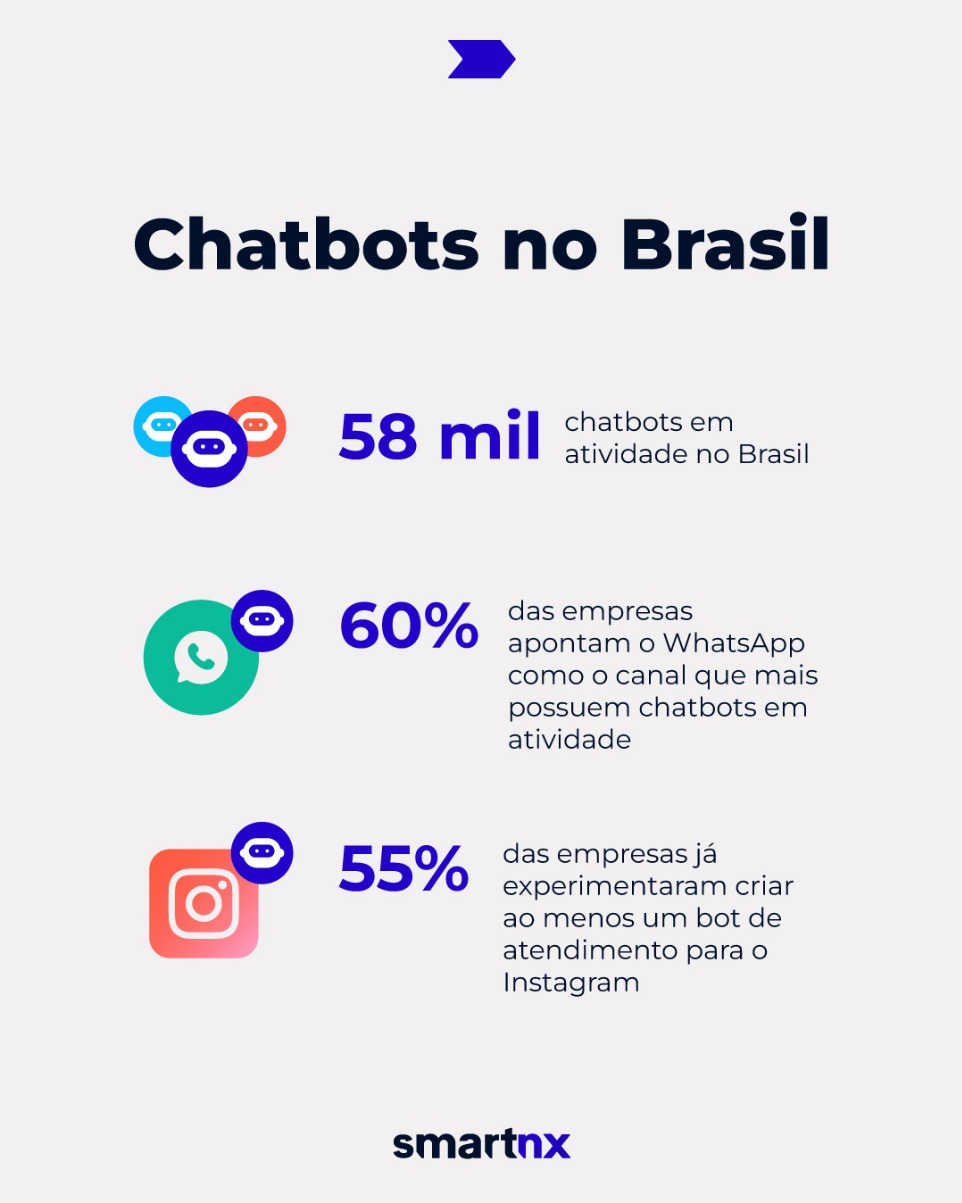 Chatbots no Brasil
58 mil
chatbots em
atividade no Brasil
60%
das empresas
apontam o WhatsApp
como o canal que mais
possuem chatbots em
atividade
55%
das empresas já
experimentaram criar
ao menos um bot de
atendimento para o
Instagram
smartnx